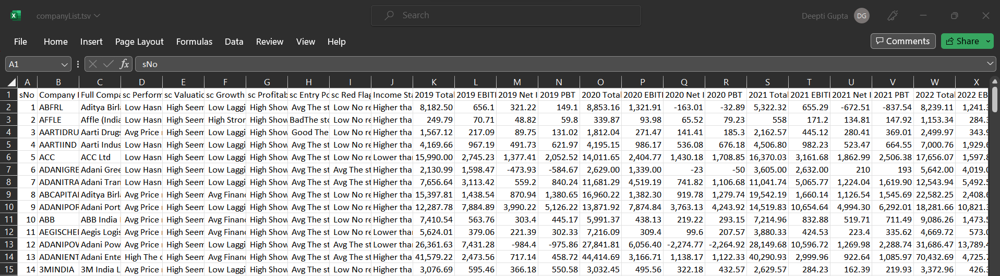 companyList.tsv
Search
Deepti Gupta DG
File Home Insert Page Layout Formulas Data Review View Help
Comments Share
A1 fx sNo
A B C D E F G H I J K L M N O P Q R S T U V W X
1 sNo Company Full Compa sc Perform sc Valuatic sc Growth sc Profitab sc Entry Po sc Red Flag Income Sta 2019 Total 2019 EBITI 2019 Net I 2019 PBT 2020 Total 2020 EBITI 2020 Net I 2020 PBT 2021 Total 2021 EBITI 2021 Net I 2021 PBT 2022 Total 2022 EB
2 1 ABFRL Aditya Birl Low Hasn High Seem Low Laggi High Show Avg The st Low No re Higher tha 8,182.50 656.1 321.22 149.1 8,853.16 1,321.91 -163.01 -32.89 5,322.32 655.29 -672.51 -837.54 8,239.11 1,241.3
3 2 AFFLE Affle (India Low Hasn High Seem High Stron High Show BadThe sto Low No re Higher tha 249.79 70.71 48.82 59.8 339.87 93.98 65.52 79.23 558 171.2 134.81 147.92 1,153.34 284.3
4 3 AARTIDRU Aarti Drugs Avg Price High Seem Low Laggi High Show Good The Low No re Higher tha 1,567.12 217.09 89.75 131.02 1,812.04 271.47 141.41 185.3 2,162.57 445.12 280.41 369.01 2,499.97 343.9
5 4 AARTIIND Aarti Indus Low Hasn High Seem Low Laggi High Show Avg The st Low No re Higher tha 4,169.66 967.19 491.73 621.97 4,195.15 986.17 536.08 676.18 4,506.80 982.23 523.47 664.55 7,000.76 1,929.6
6 5 ACC ACC Ltd Low Hasn High Seem Low Laggi High Show Avg The st Low No re Lower tha 15,990.00 2,745.23 1,377.41 2,052.52 14,011.65 2,404.77 1,430.18 1,708.85 16,370.03 3,161.68 1,862.99 2,506.38 17,656.07 1,597.8
7 6 ADANIGRE Adani Gree Low Hasn High Seem Low Laggi High Show Avg The st Avg The st Higher tha 2,130.99 1,598.47 -473.93 -584.67 2,629.00 1,339.00 -23 -50 3,605.00 2,632.00 210 193 5,642.00 4,019.0
8 7 ADANITRA Adani Tran Low Hasn High Seem Low Laggi High Show Avg The st Avg The st Higher tha 7,656.64 3,113.42 559.2 840.24 11,681.29 4,519.19 741.82 1,106.68 11,041.74 5,065.77 1,224.04 1,619.90 12,543.94 5,492.5
9 8 ABCAPITA Aditya Birl Avg Price High Seem Avg Finan High Show Avg The st Low No re Higher tha 15,397.81 1,438.54 870.94 1,380.65 16,960.22 1,382.30 919.78 1,279.74 19,542.19 1,660.14 1,126.54 1,545.69 22,582.25 2,408.6
10 9 ADANIPOR Adani Port Avg Price High Seem Low Laggi High Show Avg The st Low No re Higher tha 12,287.78 7,884.89 3,990.22 5,126.22 13,871.92 7,874.84 3,763.13 4,243.92 14,519.83 10,654.64 4,994.30 6,292.01 18,281.66 10,821.3
11 10 ABB ABB India Avg Price High Seem Avg Finan High Show Avg The st Low No re Higher tha 7,410.54 563.76 303.4 445.17 5,991.37 438.13 219.22 293.15 7,214.96 832.88 519.71 711.49 9,086.26 1,473.5
12 11 AEGISCHEI Aegis Logis Avg Price High Seem Avg Finan High Show Avg The st Low No re Lower tha 5,624.01 379.06 221.39 302.33 7,216.09 309.4 99.6 207.57 3,880.33 424.53 223.4 335.62 4,669.72 573.0
13 12 ADANIPOW Adani Pow Avg Price High Seem Low Laggi High Show Avg The st Avg The st Lower tha 26,361.63 7,431.28 -984.4 -975.86 27,841.81 6,056.40 -2,274.77 -2,264.92 28,149.68 10,596.72 1,269.98 2,288.74 31,686.47 13,789.4
14 13 ADANIENT Adani Ente High The High Seem Avg Finan High Show Avg The st Avg The st Higher tha 41,579.22 2,473.56 717.14 458.72 44,414.69 3,166.71 1,138.17 1,122.33 40,290.93 2,999.96 922.64 1,085.97 70,432.69 4,725.7
15 14 3MINDIA 3M India L Avg Price High Seem Low Laggi High Show Avg The st Low No re Higher tha 3,076.69 595.46 366.18 550.58 3,032.45 495.56 322.18 432.57 2,629.57 284.23 162.39 219.93 3,372.96 426.3